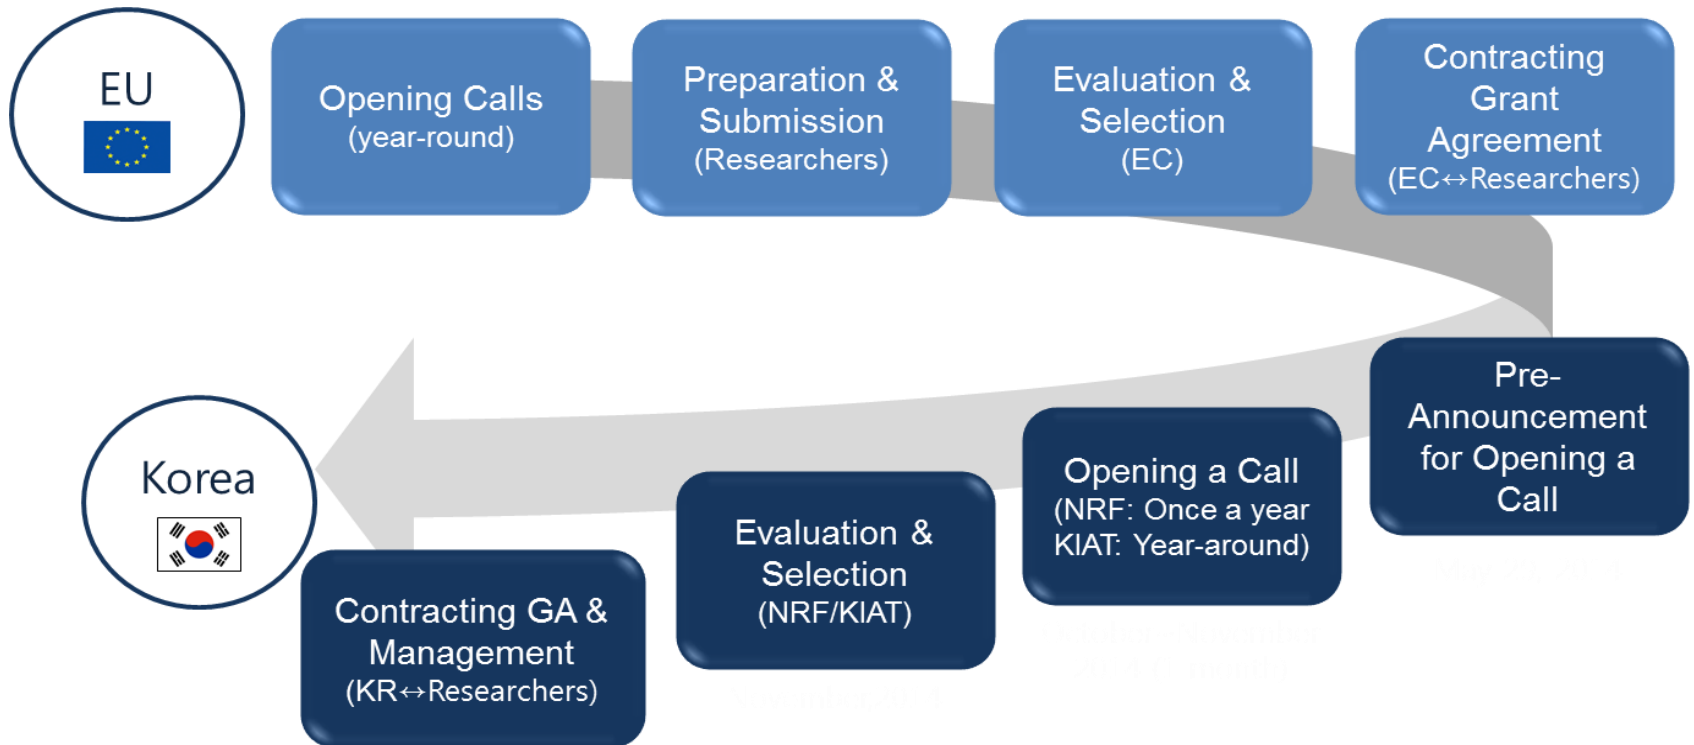 EU
Opening Calls
(year-round)
Preparation &
Submission
(Researchers)
Evaluation &
Selection
(EC)
Contracting
Grant
Agreement
(EC↔Researchers)
Pre-
Announcement
for Opening a
Call
Opening a Call
(NRF: Once a year
KIAT: Year-around)
Evaluation &
Selection
(NRF/KIAT)
Contracting GA &
Management
(KR↔Researchers)
Korea